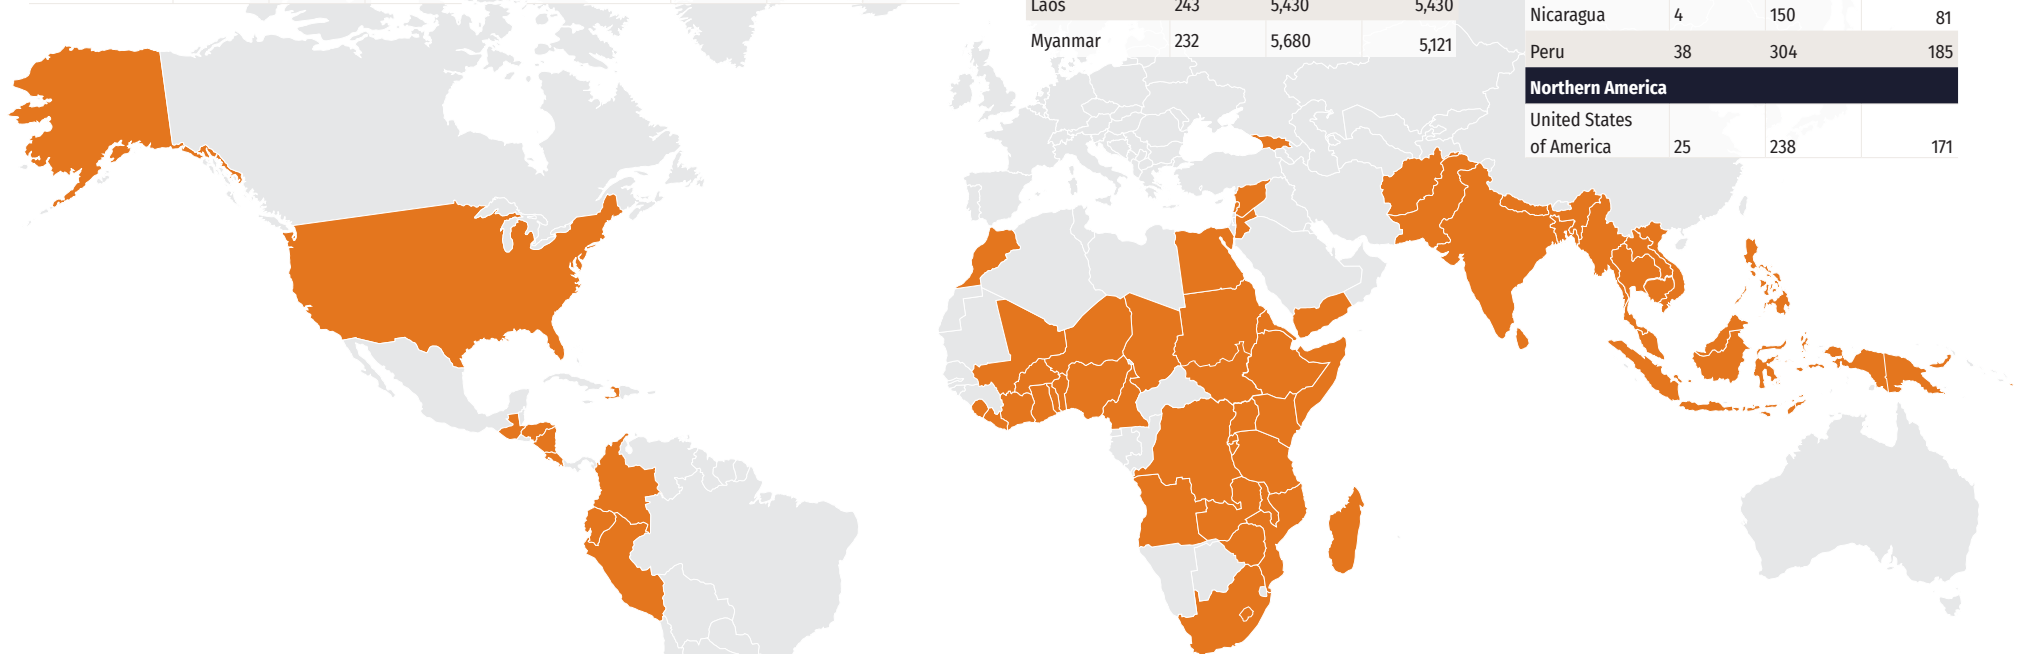 Laos 243 5,430 5,430
Myanmar 232 5,680 5,121
Nicaragua 4 150 81
Peru 38 304 185
Northern America
United States
of America 25 238 171